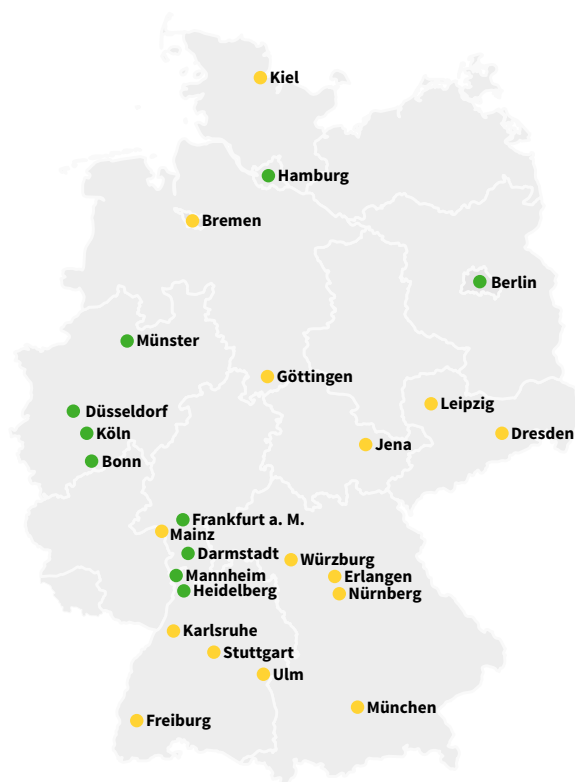 Kiel
Hamburg
Bremen
Berlin
Münster
Göttingen
Leipzig
Düsseldorf
Köln
Dresden
Jena
Bonn
Frankfurt a. M.
Mainz
Darmstadt
Würzburg
Mannheim
Erlangen
Heidelberg
Nürnberg
Karlsruhe
Stuttgart
Ulm
München
Freiburg